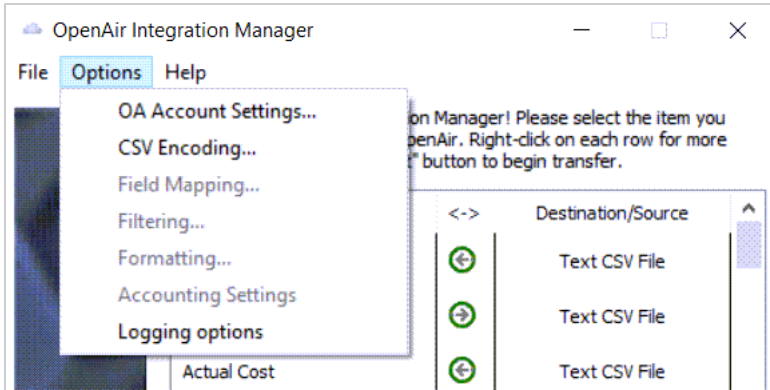 OpenAir Integration Manager
File Options Help
OA Account Settings...
CSV Encoding...
Field Mapping...
Filtering...
Formatting...
Accounting Settings
Logging options
on Manager! Please select the item you
penAir. Right-click on each row for more
t" button to begin transfer.
<-> Destination/Source
Text CSV File
Text CSV File
Actual Cost Text CSV File